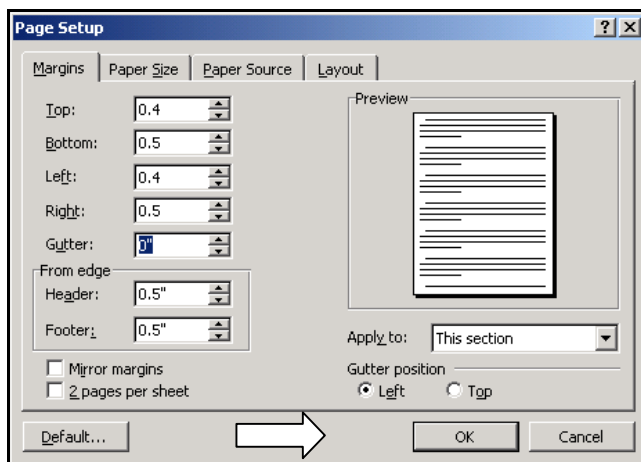 Page Setup
Margins Paper Size Paper Source Layout
Top: 0.4
Bottom: 0.5
Left: 0.4
Right: 0.5
Gutter: 0"
From edge
Header: 0.5"
Footer: 0.5"
Mirror margins
2 pages per sheet
Preview
Apply to: This section
Gutter position
Left Top
Default... OK Cancel